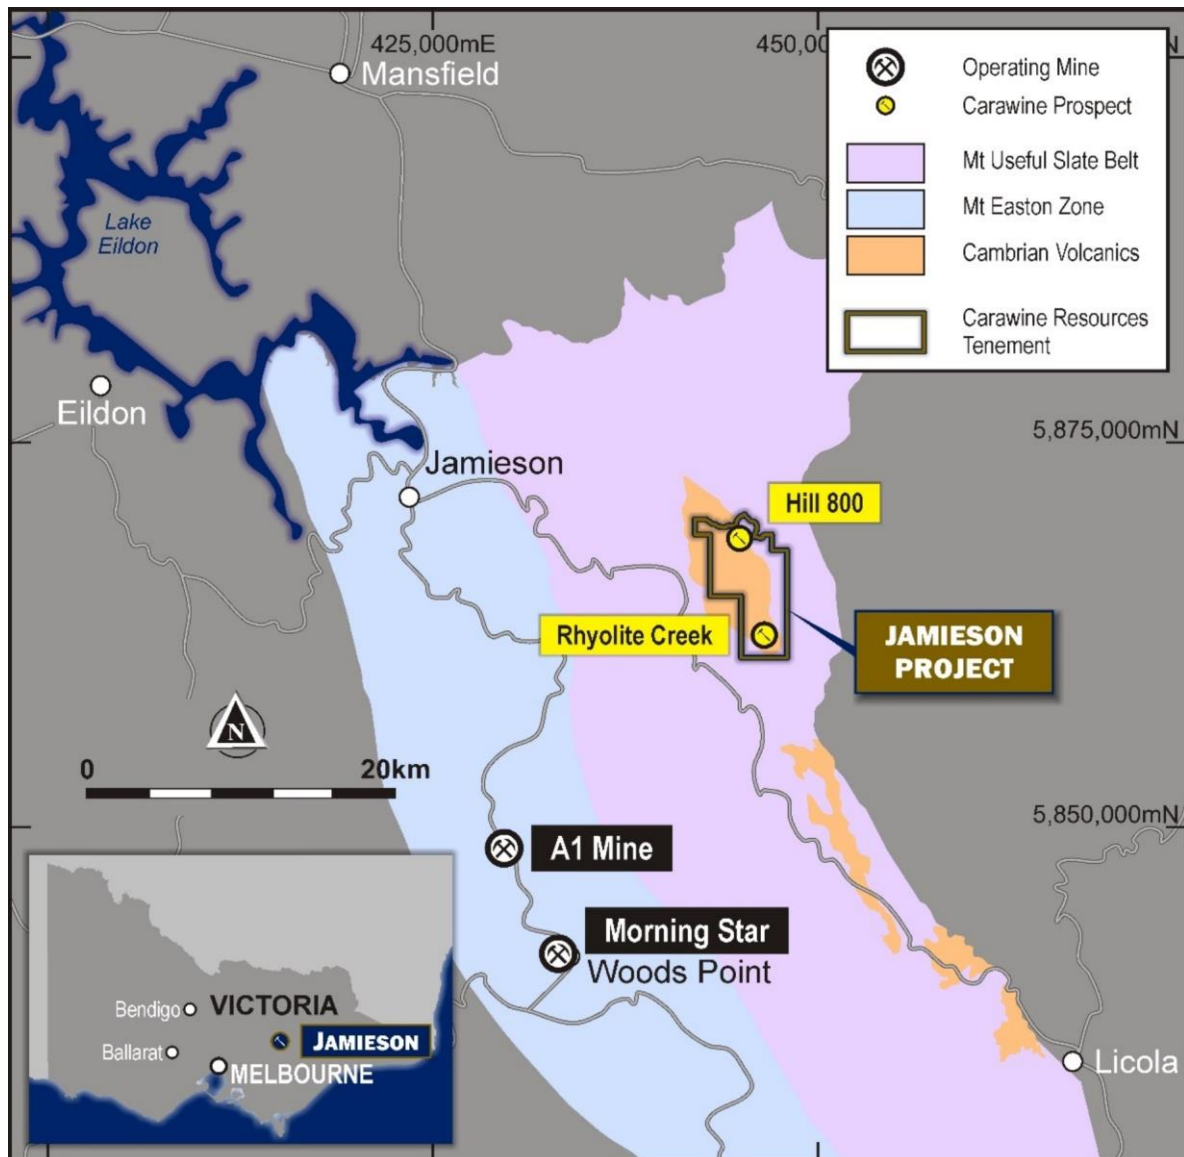 425,000mE
450,00
N
Mansfield
Operating Mine
Carawine Prospect
Mt Useful Slate Belt
Mt Easton Zone
Cambrian Volcanics
Carawine Resources
Tenement
Lake
Eildon
Eildon
5,875,000mN
Jamieson
Hill 800
Rhyolite Creek
JAMIESON
PROJECT
N
0
20km
5,850,000mN
A1 Mine
Morning Star
Woods Point
Bendigo
VICTORIA
JAMIESON
Ballarat
MELBOURNE
Licola